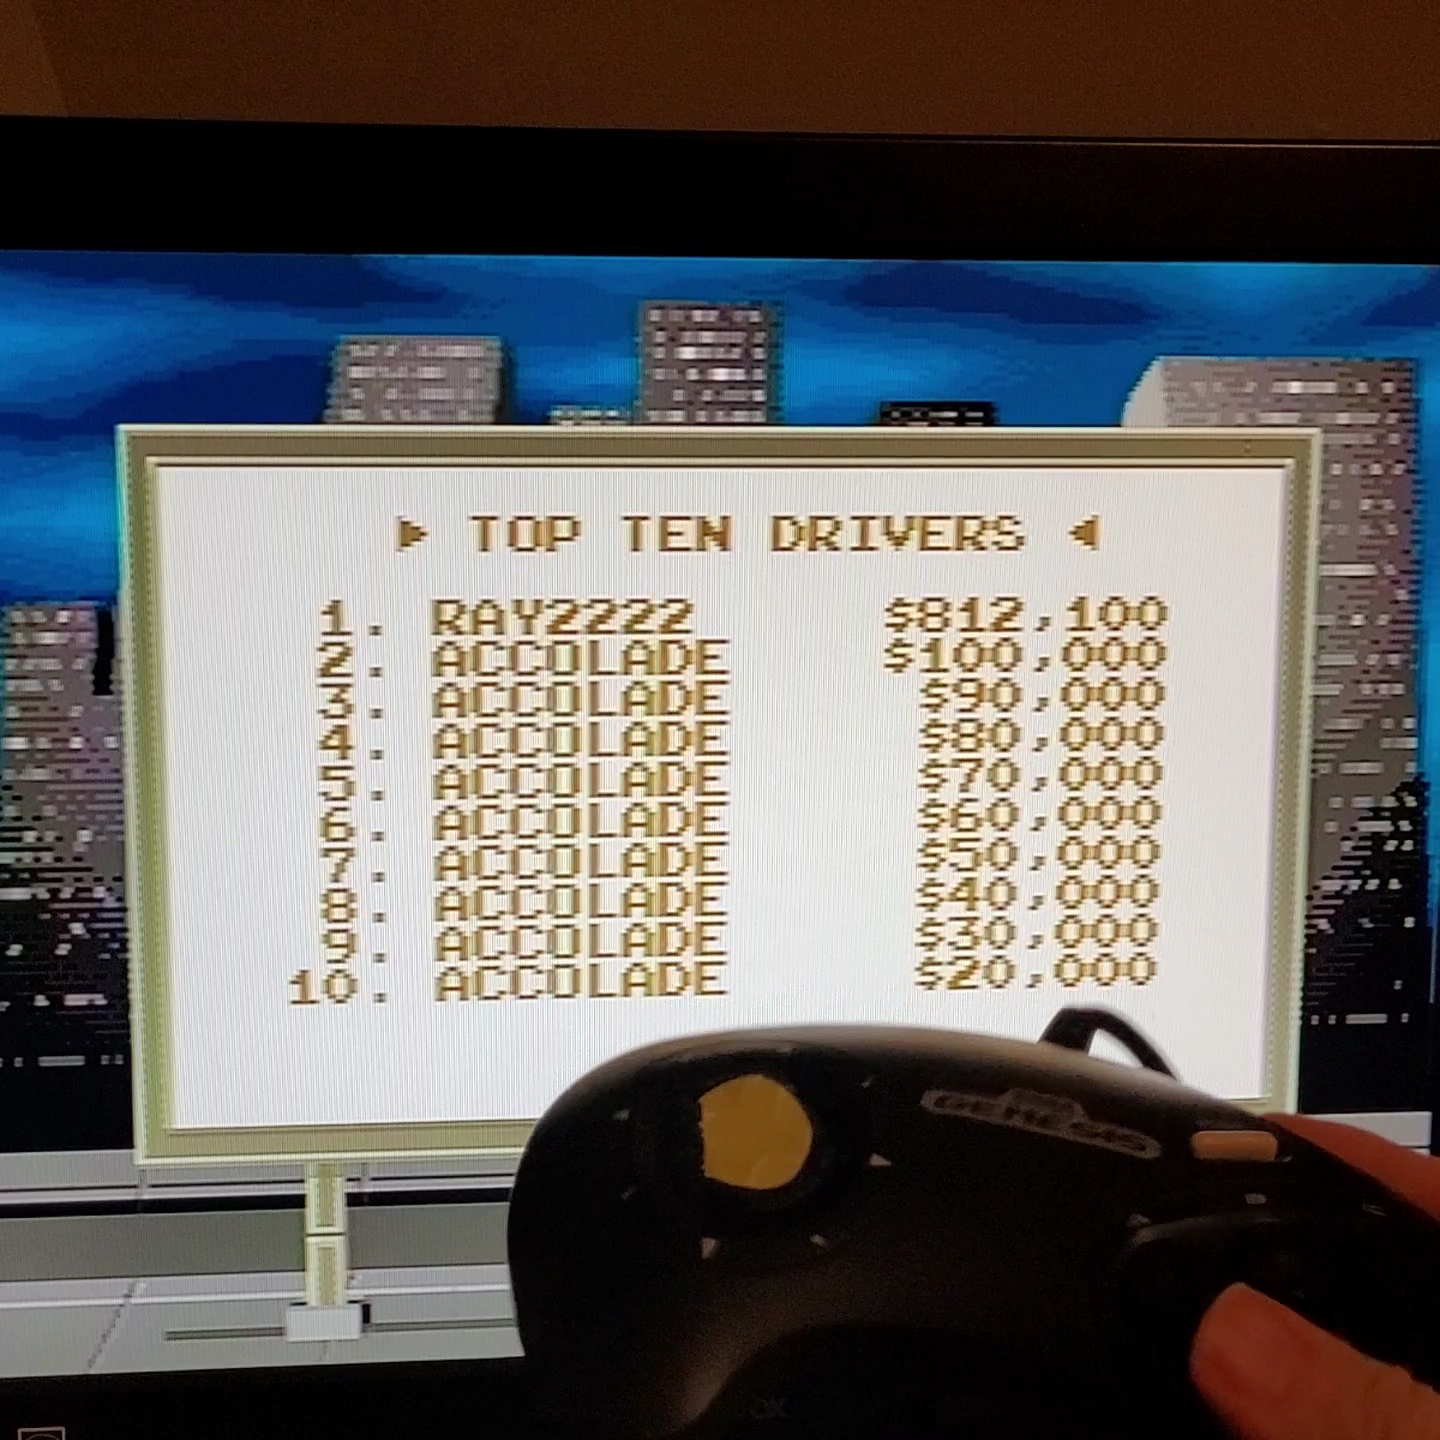 ▶ TOP TEN DRIVERS ◀
1. RAY2222 $812,100
2. ACCOLADE $100,000
3. ACCOLADE $90,000
4. ACCOLADE $80,000
5. ACCOLADE $70,000
6. ACCOLADE $60,000
7. ACCOLADE $50,000
8. ACCOLADE $40,000
9. ACCOLADE $30,000
10. ACCOLADE $20,000
GENESIS